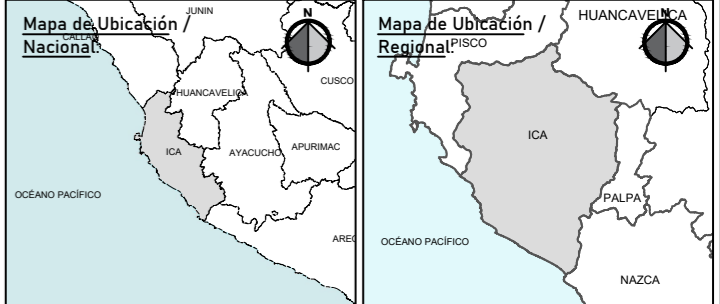 Mapa de Ubicación /
Nacional:
N
JUNIN
CALLAO
CUSCO
HUANCAVELICA
ICA
AYACUCHO
APURIMAC
OCÉANO PACÍFICO
AREQ
Mapa de Ubicación /
Regional:
N
HUANCAVELICA
PISCO
ICA
PALPA
OCÉANO PACÍFICO
NAZCA